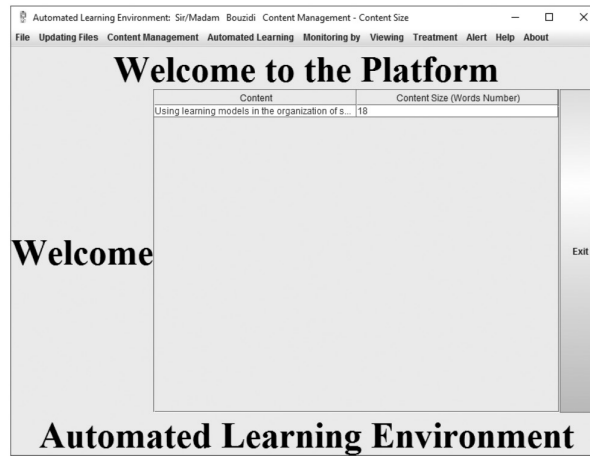 Automated Learning Environment: Sir/Madam Bouzidi Content Management - Content Size
File Updating Files Content Management Automated Learning Monitoring by Viewing Treatment Alert Help About
Welcome to the Platform
Content Content Size (Words Number)
Using learning models in the organization of s... 18
Welcome
Exit
Automated Learning Environment